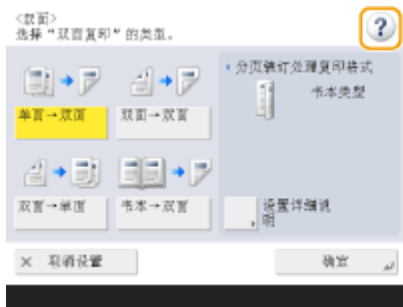 <双面>
选择“双面复印”的类型。
?
• 分页装订处理复印格式
书本类型
单面→双面
双面→双面
双面→单面
书本→双面
设置详细说
明
× 取消设置
确定